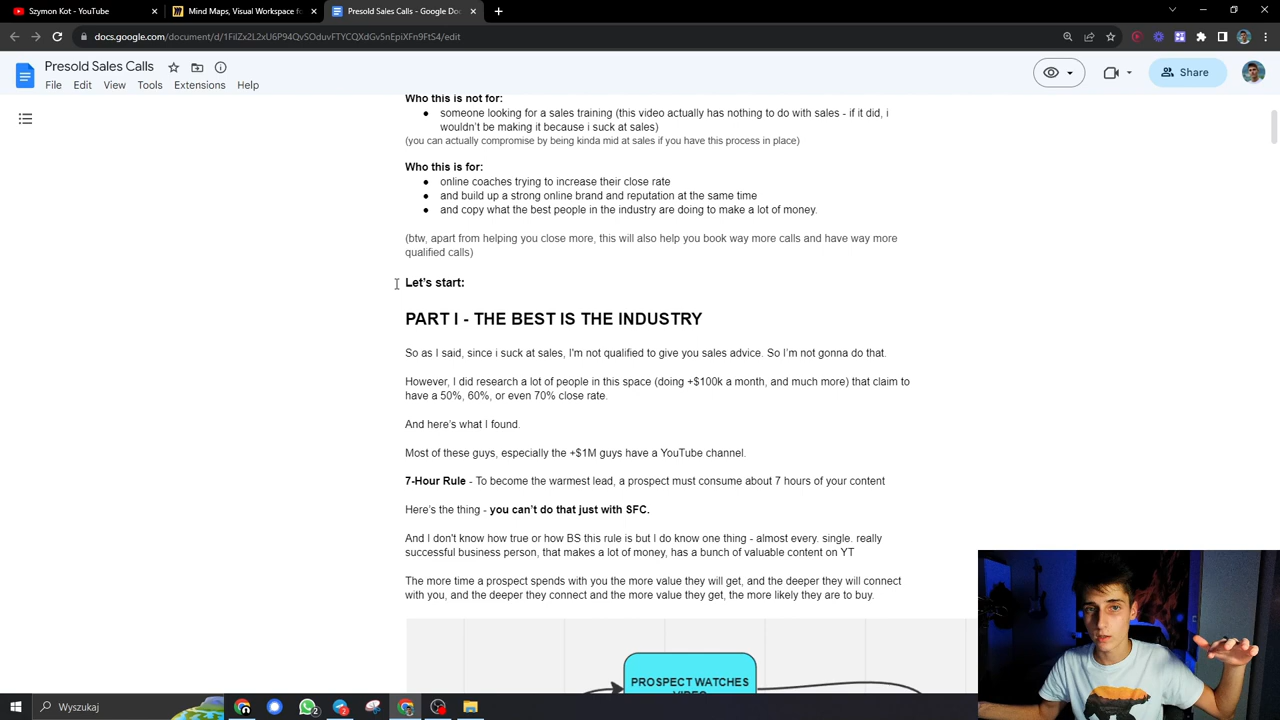 Szymon Kot - YouTube
Mind Maps, Visual Workspace f
Presold Sales Calls - Google Do
docs.google.com/document/d/1FilZx2L2xU6P94QvSOduvFTYCQXdGv5nEpiXFn9FtS4/edit
Presold Sales Calls
File Edit View Tools Extensions Help
Share
Who this is not for:
● someone looking for a sales training (this video actually has nothing to do with sales - if it did, i
wouldn't be making it because i suck at sales)
(you can actually compromise by being kinda mid at sales if you have this process in place)
Who this is for:
● online coaches trying to increase their close rate
● and build up a strong online brand and reputation at the same time
● and copy what the best people in the industry are doing to make a lot of money.
(btw, apart from helping you close more, this will also help you book way more calls and have way more
qualified calls)
Let's start:
PART I - THE BEST IS THE INDUSTRY
So as I said, since i suck at sales, I'm not qualified to give you sales advice. So I'm not gonna do that.
However, I did research a lot of people in this space (doing +$100k a month, and much more) that claim to
have a 50%, 60%, or even 70% close rate.
And here's what I found.
Most of these guys, especially the +$1M guys have a YouTube channel.
7-Hour Rule - To become the warmest lead, a prospect must consume about 7 hours of your content
Here's the thing - you can't do that just with SFC.
And I don't know how true or how BS this rule is but I do know one thing - almost every. single. really
successful business person, that makes a lot of money, has a bunch of valuable content on YT
The more time a prospect spends with you the more value they will get, and the deeper they will connect
with you, and the deeper they connect and the more value they get, the more likely they are to buy.
PROSPECT WATCHES
VIDEO
Wyszukaj